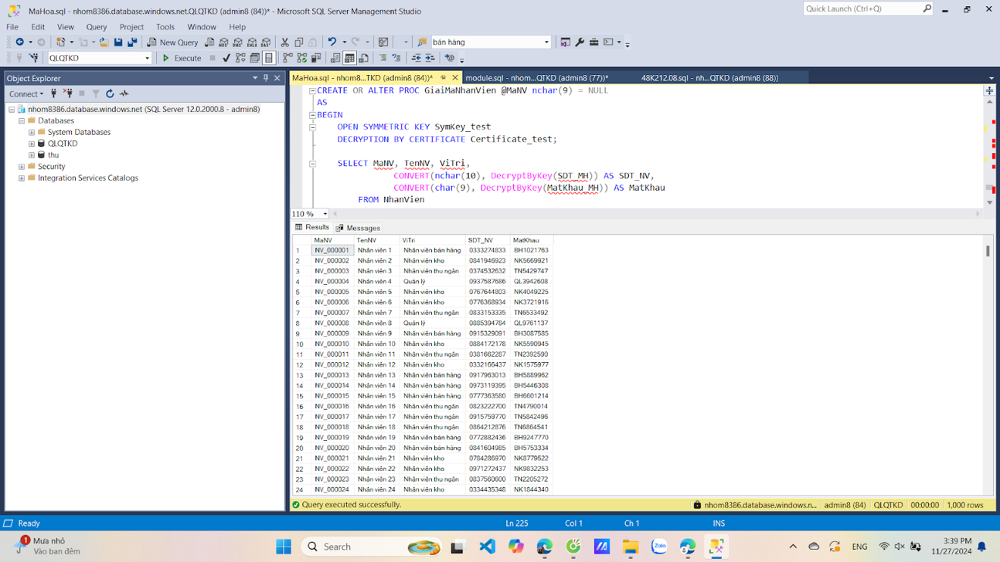 MaHoa.sql - nhom8386.database.windows.net.QLQTKD (admin8 (84))* - Microsoft SQL Server Management Studio
Quick Launch (Ctrl+Q)
File Edit View Query Project Tools Window Help
New Query
bán hàng
QLQTKD
Execute
Object Explorer
Connect
nhom8386.database.windows.net (SQL Server 12.0.2000.8 - admin8)
Databases
System Databases
QLQTKD
thu
Security
Integration Services Catalogs
MaHoa.sql - nhom8...TKD (admin8 (84))* module.sql - nhom...QTKD (admin8 (77))* 48K212.08.sql - nh...QTKD (admin8 (88))
CREATE OR ALTER PROC GiaiMaNhanVien @MaNV nchar(9) = NULL
AS
BEGIN
OPEN SYMMETRIC KEY SymKey_test
DECRYPTION BY CERTIFICATE Certificate_test;
SELECT MaNV, TenNV, ViTri,
CONVERT(nchar(10), DecryptByKey(SDT_MH)) AS SDT_NV,
CONVERT(char(9), DecryptByKey(MatKhau_MH)) AS MatKhau
FROM NhanVien
110 %
Results Messages
MaNV TenNV ViTri SDT_NV MatKhau
1 NV_000001 Nhân viên 1 Nhân viên bán hàng 0333274833 BH1021763
2 NV_000002 Nhân viên 2 Nhân viên kho 0841946923 NK5669921
3 NV_000003 Nhân viên 3 Nhân viên thu ngân 0374532632 TN5429747
4 NV_000004 Nhân viên 4 Quản lý 0937587686 QL3942608
5 NV_000005 Nhân viên 5 Nhân viên kho 0767644803 NK4049225
6 NV_000006 Nhân viên 6 Nhân viên kho 0776368934 NK3721916
7 NV_000007 Nhân viên 7 Nhân viên thu ngân 0833153335 TN6533492
8 NV_000008 Nhân viên 8 Quản lý 0885394784 QL9761137
9 NV_000009 Nhân viên 9 Nhân viên bán hàng 0915329091 BH3087585
10 NV_000010 Nhân viên 10 Nhân viên kho 0884172178 NK5590945
11 NV_000011 Nhân viên 11 Nhân viên thu ngân 0381662287 TN2392590
12 NV_000012 Nhân viên 12 Nhân viên kho 0332166437 NK1575977
13 NV_000013 Nhân viên 13 Nhân viên bán hàng 0917963013 BH5889962
14 NV_000014 Nhân viên 14 Nhân viên bán hàng 0973119395 BH5446308
15 NV_000015 Nhân viên 15 Nhân viên bán hàng 0777363580 BH6601214
16 NV_000016 Nhân viên 16 Nhân viên thu ngân 0823222700 TN4790014
17 NV_000017 Nhân viên 17 Nhân viên thu ngân 0915759770 TN5842496
18 NV_000018 Nhân viên 18 Nhân viên thu ngân 0864212876 TN6864541
19 NV_000019 Nhân viên 19 Nhân viên bán hàng 0772882436 BH9247770
20 NV_000020 Nhân viên 20 Nhân viên bán hàng 0841604985 BH5753334
21 NV_000021 Nhân viên 21 Nhân viên kho 0784286970 NK8779522
22 NV_000022 Nhân viên 22 Nhân viên kho 0971272437 NK9832253
23 NV_000023 Nhân viên 23 Nhân viên thu ngân 0837560600 TN2205272
24 NV_000024 Nhân viên 24 Nhân viên kho 0334435348 NK1844340
Query executed successfully. nhom8386.database.windows.n... admin8 (84) QLQTKD 00:00:00 1,000 rows
Ready Ln 225 Col 1 Ch 1 INS
1 Mưa nhỏ
Vào ban đêm
Search
Zalo
ENG
3:39 PM
11/27/2024